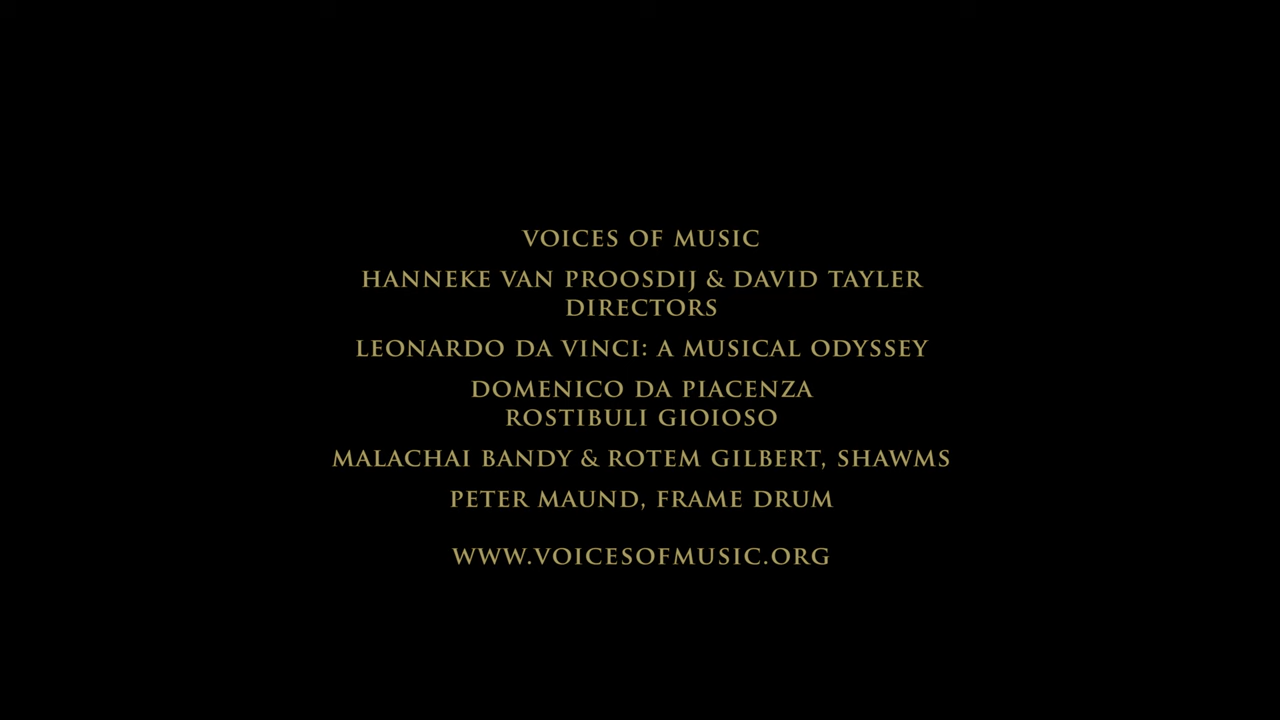 VOICES OF MUSIC
HANNEKE VAN PROOSDIJ & DAVID TAYLER
DIRECTORS
LEONARDO DA VINCI: A MUSICAL ODYSSEY
DOMENICO DA PIACENZA
ROSTIBULI GIOIOSO
MALACHAI BANDY & ROTEM GILBERT, SHAWMS
PETER MAUND, FRAME DRUM
WWW.VOICESOFMUSIC.ORG